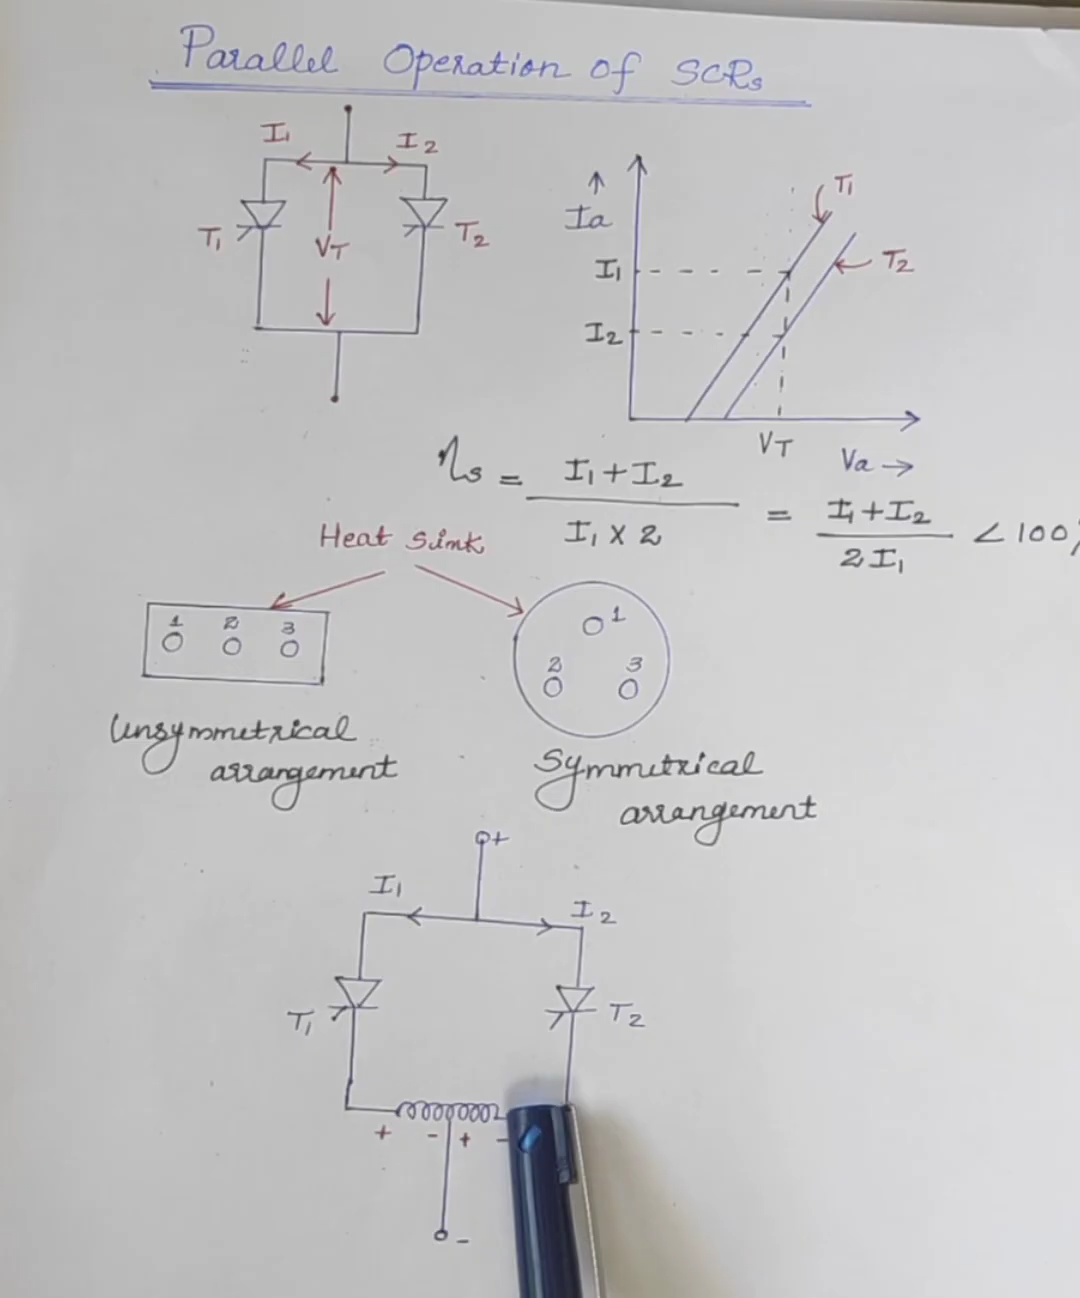 Parallel Operation of SCRs
I1 I2
T1 VT T2
↑ Ia
I1
I2
T1
T2
VT Va →
ηs = I1+I2 / I1 × 2 = I1+I2 / 2I1 < 100%
Heat sink
1 2 3
1
2 3
Unsymmetrical
arrangement
Symmetrical
arrangement
+
I1 I2
T1 T2
+ - + -
-